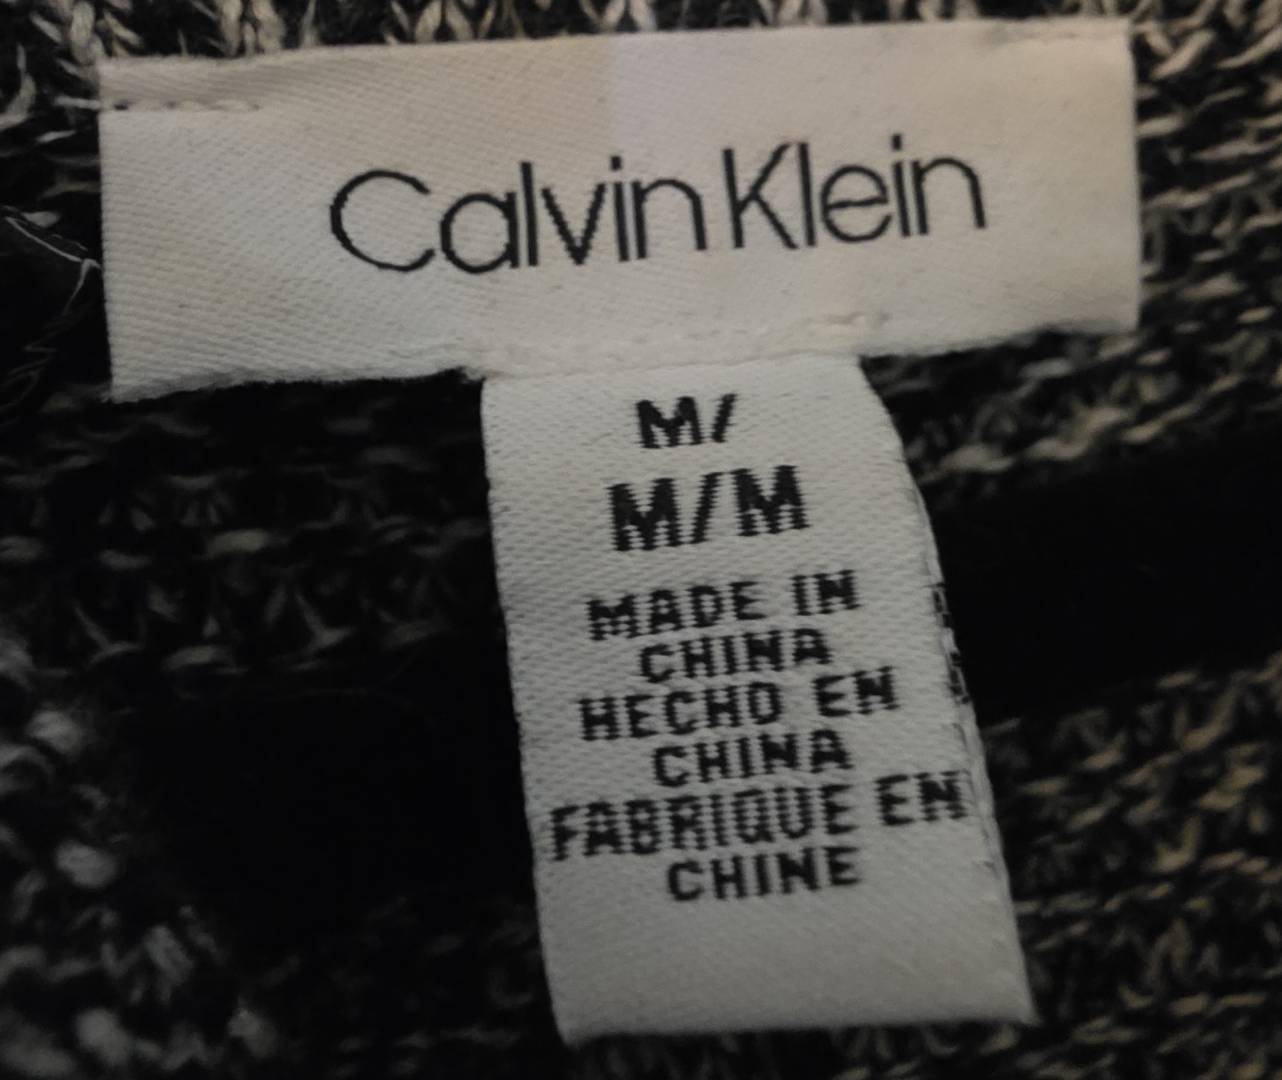 Calvin Klein
M/
M/M
MADE IN
CHINA
HECHO EN
CHINA
FABRIQUE EN
CHINE